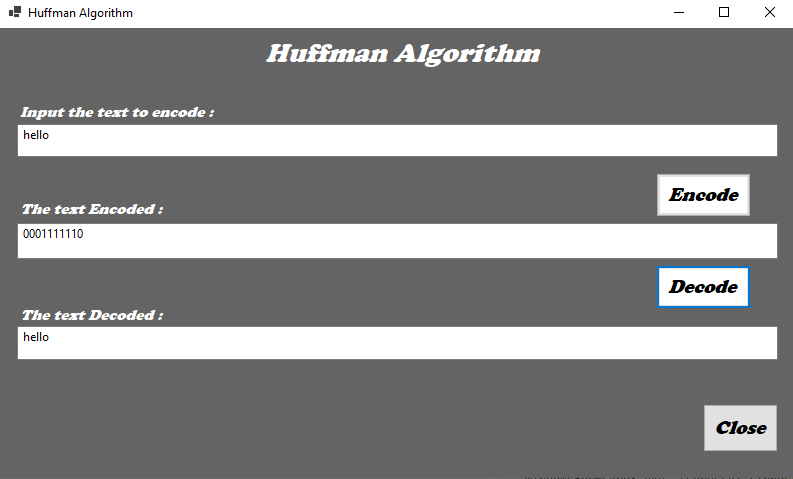 Huffman Algorithm
Huffman Algorithm
Input the text to encode :
hello
Encode
The text Encoded :
0001111110
Decode
The text Decoded :
hello
Close